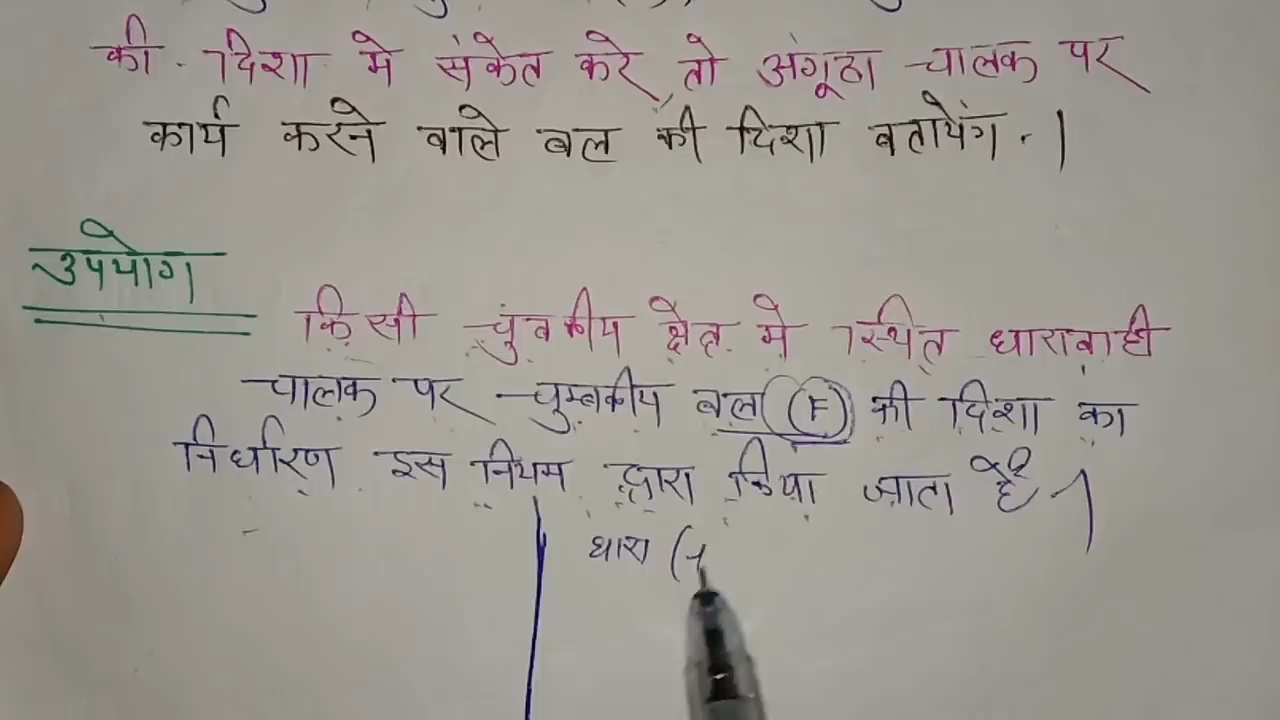 की दिशा मे संकेत करे तो अंगूठा चालक पर
कार्य करने वाले बल की दिशा बतायेंग ।
उपयोग
किसी चुंबकीय क्षेत्र मे स्थित धारावाही
चालक पर चुम्बकीय बल (F) की दिशा का
निर्धारण इस नियम द्वारा किया जाता है ।
धारा (